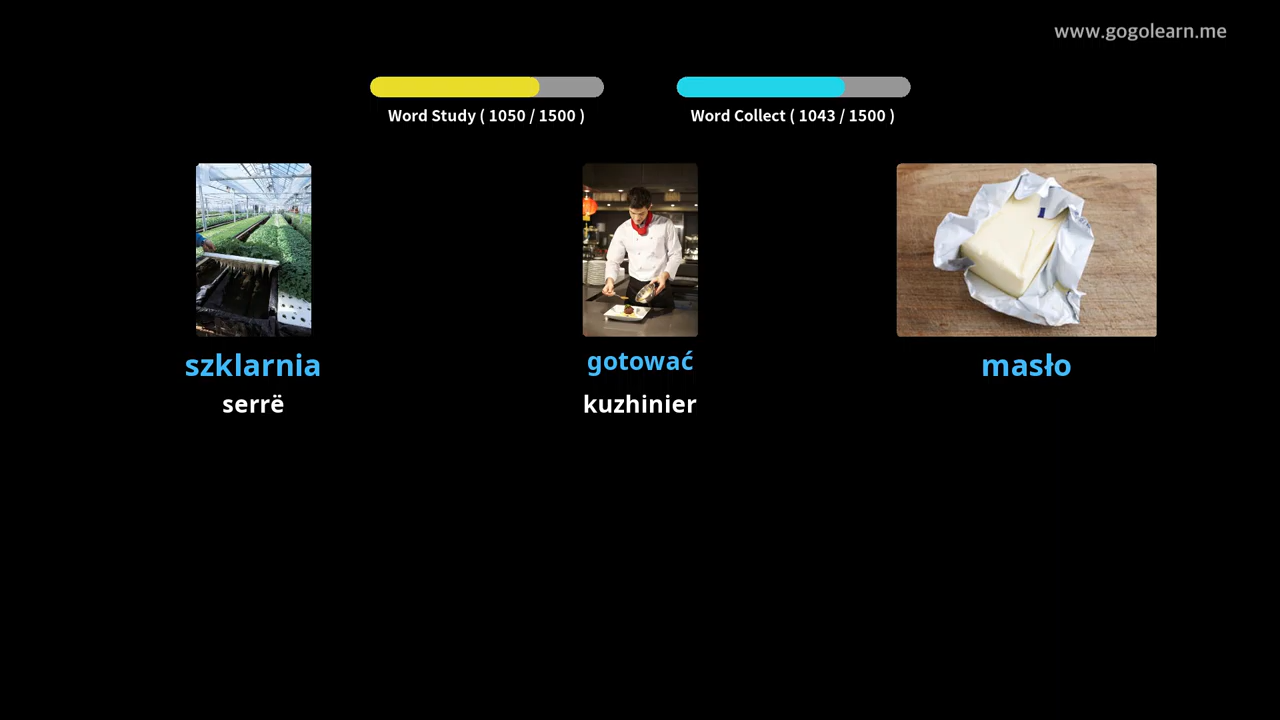 www.gogolearn.me
Word Study ( 1050 / 1500 )
Word Collect ( 1043 / 1500 )
szklarnia
gotować
masło
serrë
kuzhinier